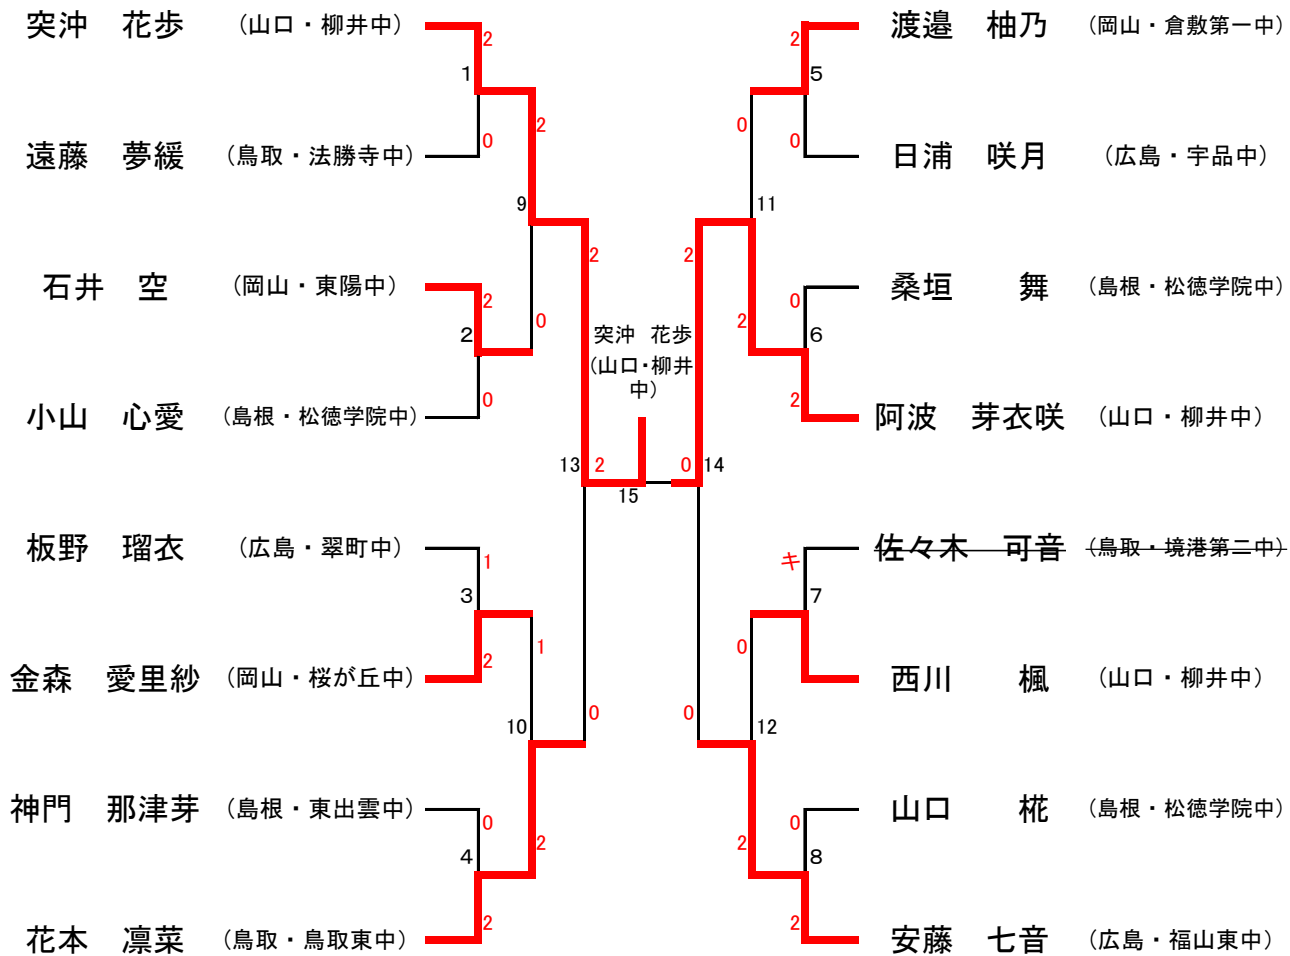 突沖　花歩 （山口・柳井中） 2 2 渡邉　柚乃 （岡山・倉敷第一中）
1 5
0 2 0 0
遠藤　夢緩 （鳥取・法勝寺中） 日浦　咲月 （広島・宇品中）
9 11
2 2
石井　空 （岡山・東陽中） 2 0 桑垣　　舞 （島根・松徳学院中）
0 2
2 突沖　花歩 6
（山口・柳井
中）
0 2
小山　心愛 （島根・松徳学院中） 阿波　芽衣咲 （山口・柳井中）
13 2 0 14
15
板野　瑠衣 （広島・翠町中） 1 キ 佐々木　可音 （鳥取・境港第二中）
3 7
2 1 0
金森　愛里紗 （岡山・桜が丘中） 西川　　楓 （山口・柳井中）
0 0
10 12
神門　那津芽 （島根・東出雲中） 0 0 山口　　椛 （島根・松徳学院中）
2 2
4 8
2 2
花本　凛菜 （鳥取・鳥取東中） 安藤　七音 （広島・福山東中）